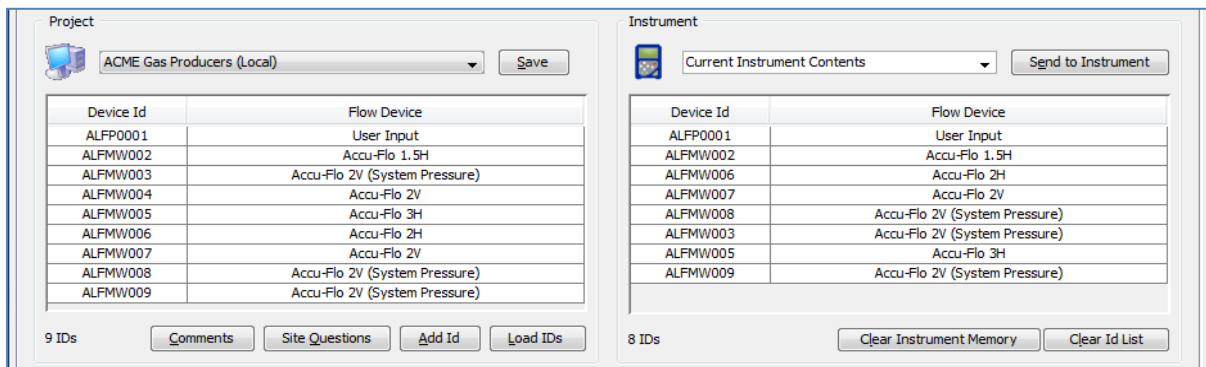 Project
ACME Gas Producers (Local)
Save
Device Id Flow Device
ALFP0001 User Input
ALFMW002 Accu-Flo 1.5H
ALFMW003 Accu-Flo 2V (System Pressure)
ALFMW004 Accu-Flo 2V
ALFMW005 Accu-Flo 3H
ALFMW006 Accu-Flo 2H
ALFMW007 Accu-Flo 2V
ALFMW008 Accu-Flo 2V (System Pressure)
ALFMW009 Accu-Flo 2V (System Pressure)
9 IDs Comments Site Questions Add Id Load IDs
Instrument
Current Instrument Contents
Send to Instrument
Device Id Flow Device
ALFP0001 User Input
ALFMW002 Accu-Flo 1.5H
ALFMW006 Accu-Flo 2H
ALFMW007 Accu-Flo 2V
ALFMW008 Accu-Flo 2V (System Pressure)
ALFMW003 Accu-Flo 2V (System Pressure)
ALFMW005 Accu-Flo 3H
ALFMW009 Accu-Flo 2V (System Pressure)
8 IDs Clear Instrument Memory Clear Id List